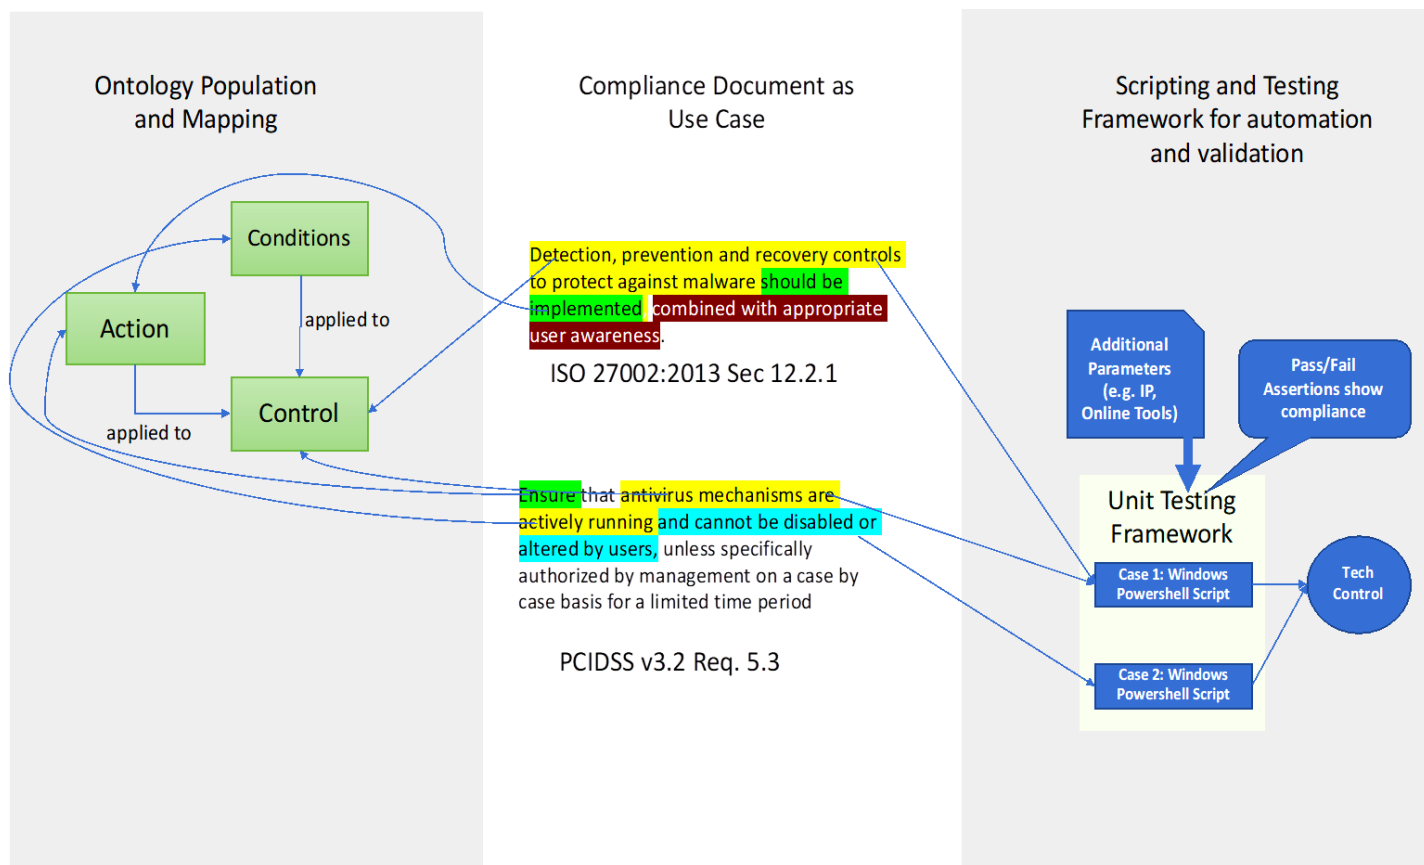 Ontology Population
and Mapping
Conditions
Action
applied to
Control
applied to
Compliance Document as
Use Case
Detection, prevention and recovery controls
to protect against malware should be
implemented, combined with appropriate
user awareness.
ISO 27002:2013 Sec 12.2.1
Ensure that antivirus mechanisms are
actively running and cannot be disabled or
altered by users, unless specifically
authorized by management on a case by
case basis for a limited time period
PCIDSS v3.2 Req. 5.3
Scripting and Testing
Framework for automation
and validation
Additional
Parameters
(e.g. IP,
Online Tools)
Pass/Fail
Assertions show
compliance
Unit Testing
Framework
Case 1: Windows
Powershell Script
Tech
Control
Case 2: Windows
Powershell Script